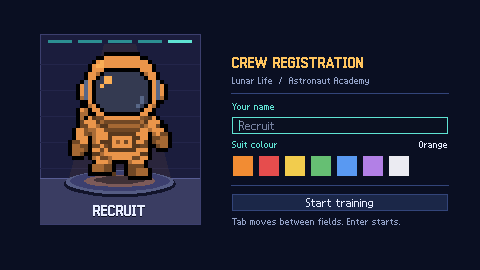 CREW REGISTRATION
Lunar Life / Astronaut Academy
Your name
Recruit
Suit colour
Orange
Start training
Tab moves between fields. Enter starts.
RECRUIT